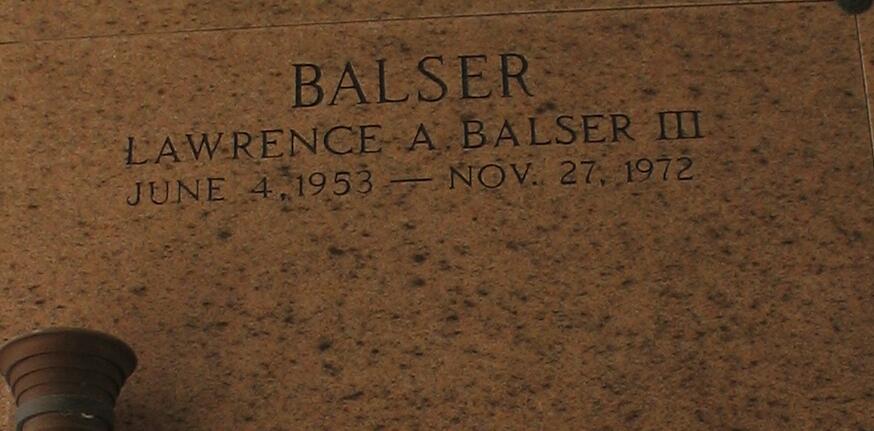 BALSER
LAWRENCE A BALSER III
JUNE 4, 1953 — NOV. 27, 1972